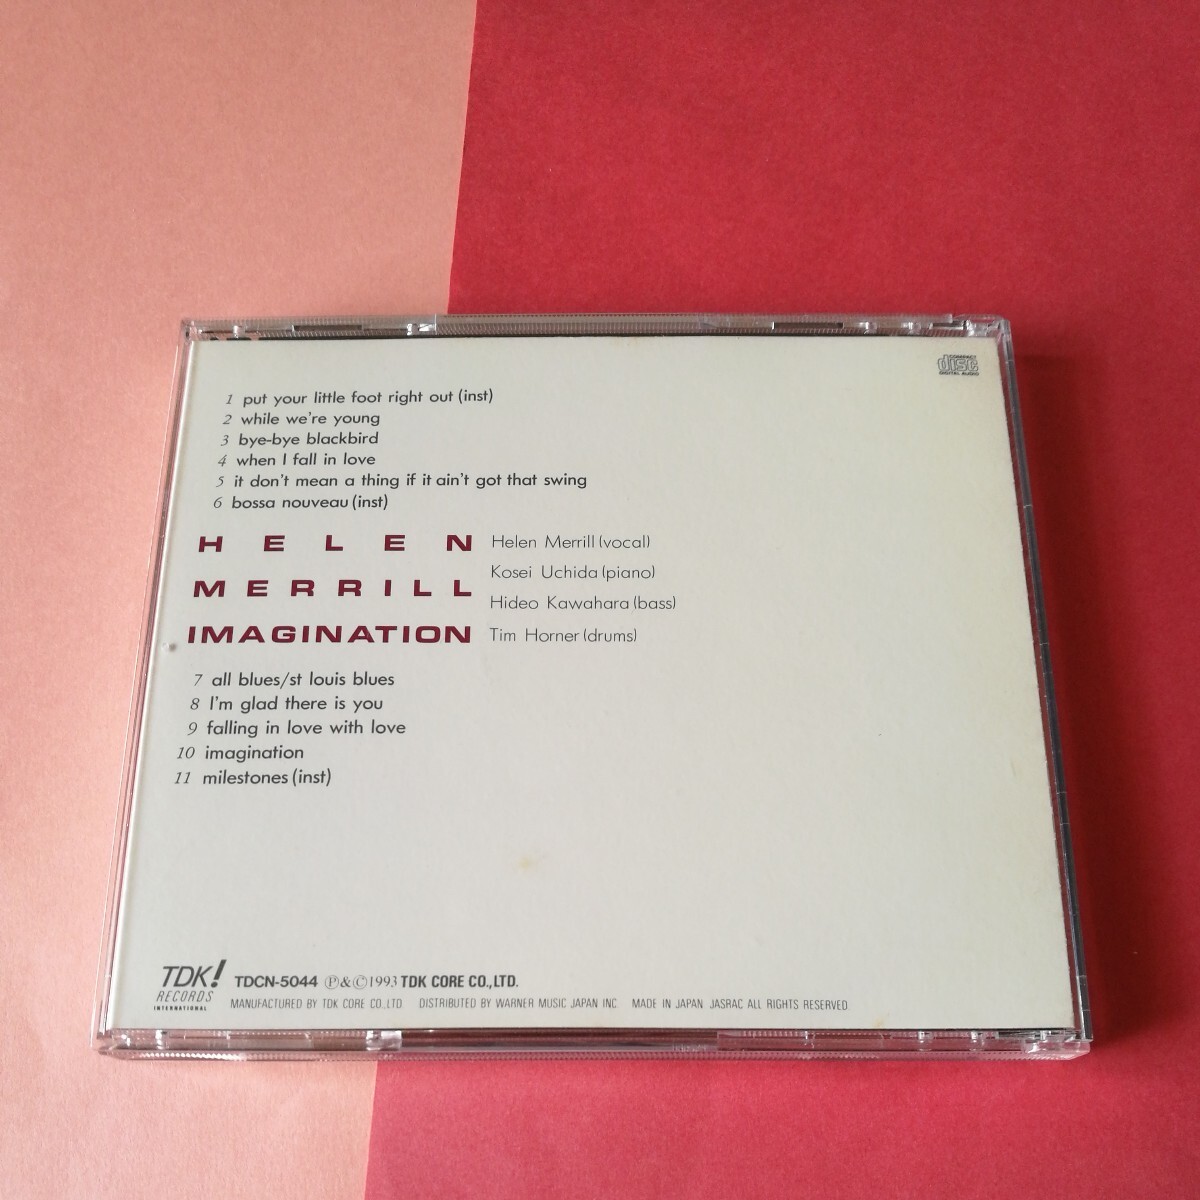 COMPACT
disc
DIGITAL AUDIO
1 put your little foot right out (inst)
2 while we're young
3 bye-bye blackbird
4 when I fall in love
5 it don't mean a thing if it ain't got that swing
6 bossa nouveau (inst)
HELEN
MERRILL
IMAGINATION
Helen Merrill (vocal)
Kosei Uchida (piano)
Hideo Kawahara (bass)
Tim Horner (drums)
7 all blues/st louis blues
8 I'm glad there is you
9 falling in love with love
10 imagination
11 milestones (inst)
TDK!
RECORDS
INTERNATIONAL
TDCN-5044 Ⓟ&©1993 TDK CORE CO., LTD.
MANUFACTURED BY TDK CORE CO., LTD DISTRIBUTED BY WARNER MUSIC JAPAN INC MADE IN JAPAN JASRAC ALL RIGHTS RESERVED